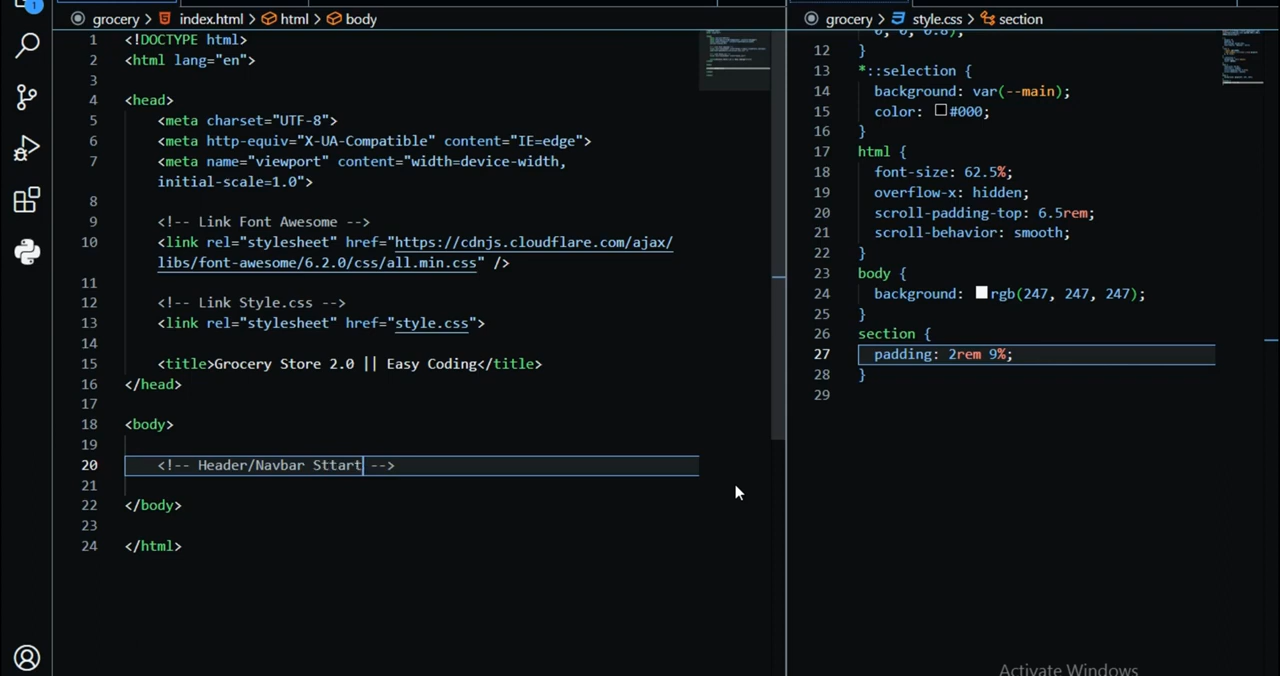 1
grocery > index.html > html > body
1 <!DOCTYPE html>
2 <html lang="en">
3
4 <head>
5 <meta charset="UTF-8">
6 <meta http-equiv="X-UA-Compatible" content="IE=edge">
7 <meta name="viewport" content="width=device-width,
initial-scale=1.0">
8
9 <!-- Link Font Awesome -->
10 <link rel="stylesheet" href="https://cdnjs.cloudflare.com/ajax/
libs/font-awesome/6.2.0/css/all.min.css" />
11
12 <!-- Link Style.css -->
13 <link rel="stylesheet" href="style.css">
14
15 <title>Grocery Store 2.0 || Easy Coding</title>
16 </head>
17
18 <body>
19
20 <!-- Header/Navbar Sttart -->
21
22 </body>
23
24 </html>
grocery > style.css > section
0, 0, 0.8);
12 }
13 *::selection {
14 background: var(--main);
15 color: #000;
16 }
17 html {
18 font-size: 62.5%;
19 overflow-x: hidden;
20 scroll-padding-top: 6.5rem;
21 scroll-behavior: smooth;
22 }
23 body {
24 background: rgb(247, 247, 247);
25 }
26 section {
27 padding: 2rem 9%;
28 }
29
Activate Windows